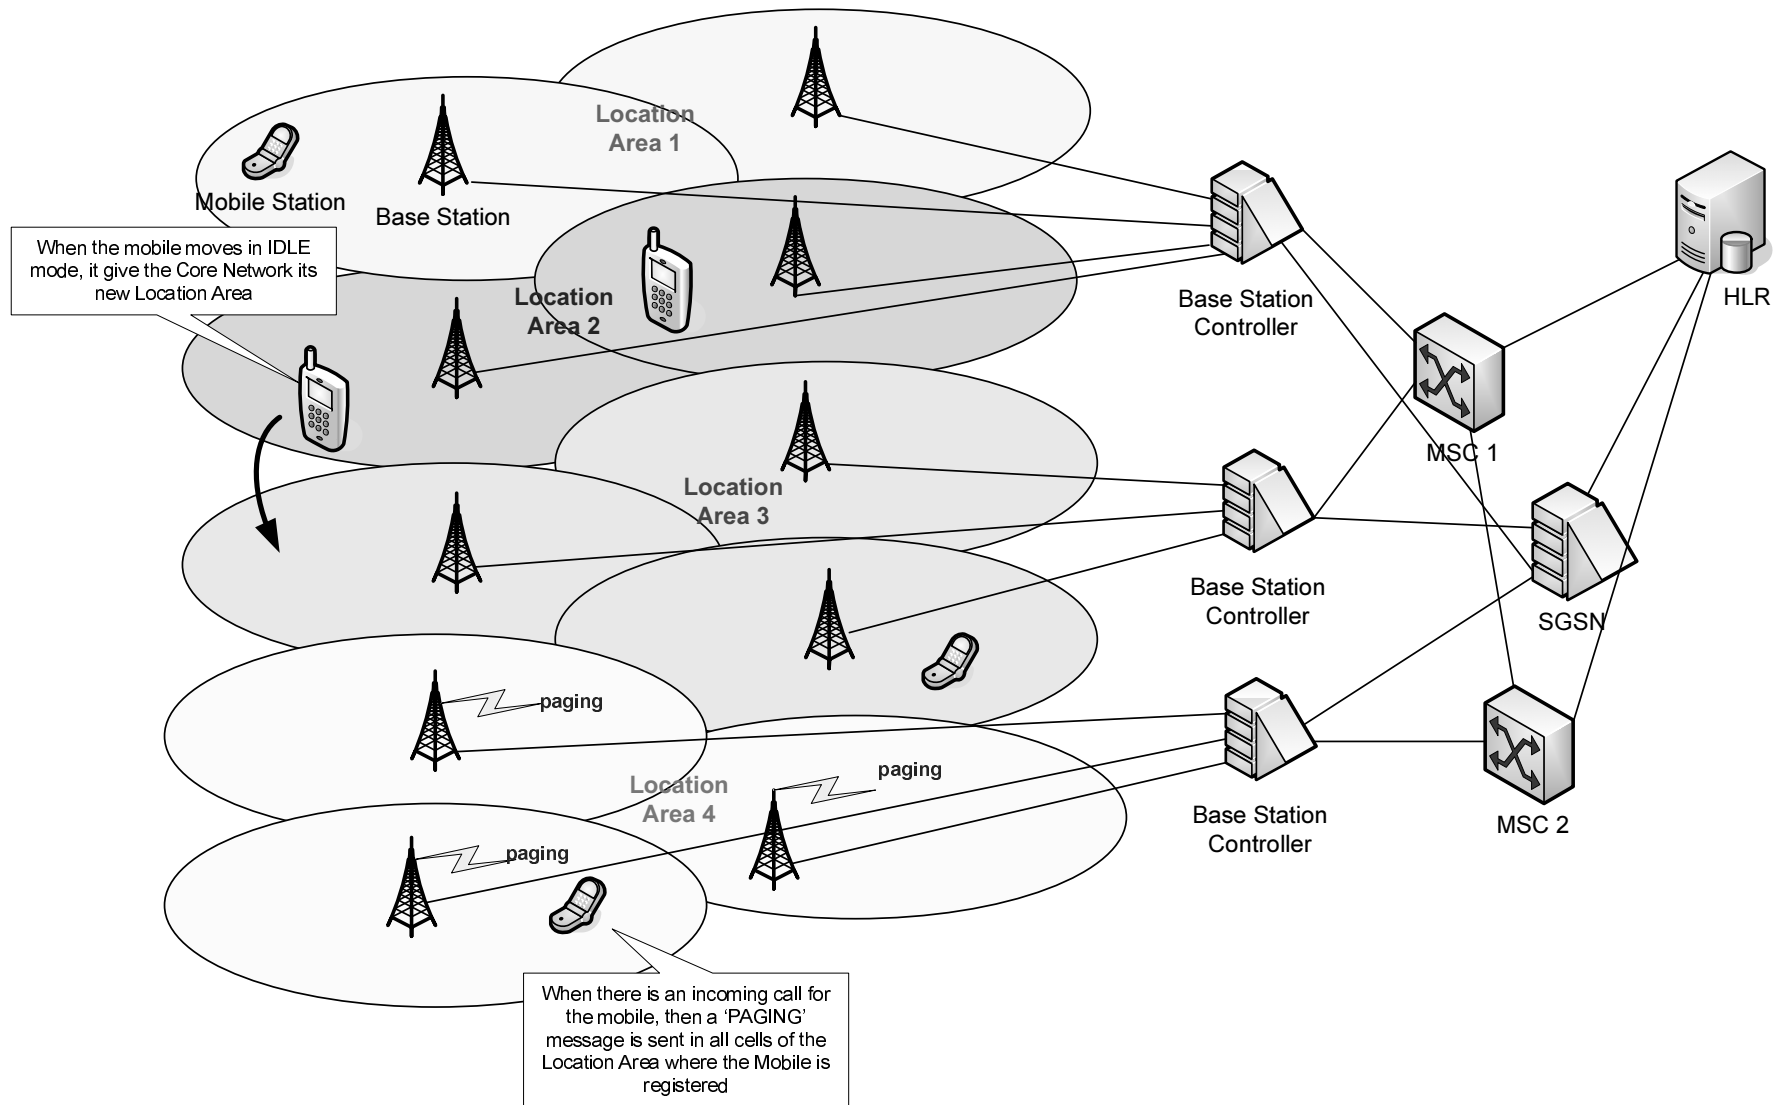 Location
Area 1
Mobile Station
Base Station
When the mobile moves in IDLE
mode, it give the Core Network its
new Location Area
Location
Area 2
Base Station
Controller
HLR
MSC 1
Location
Area 3
Base Station
Controller
SGSN
paging
paging
Location
Area 4
paging
Base Station
Controller
MSC 2
When there is an incoming call for
the mobile, then a ‘PAGING’
message is sent in all cells of the
Location Area where the Mobile is
registered